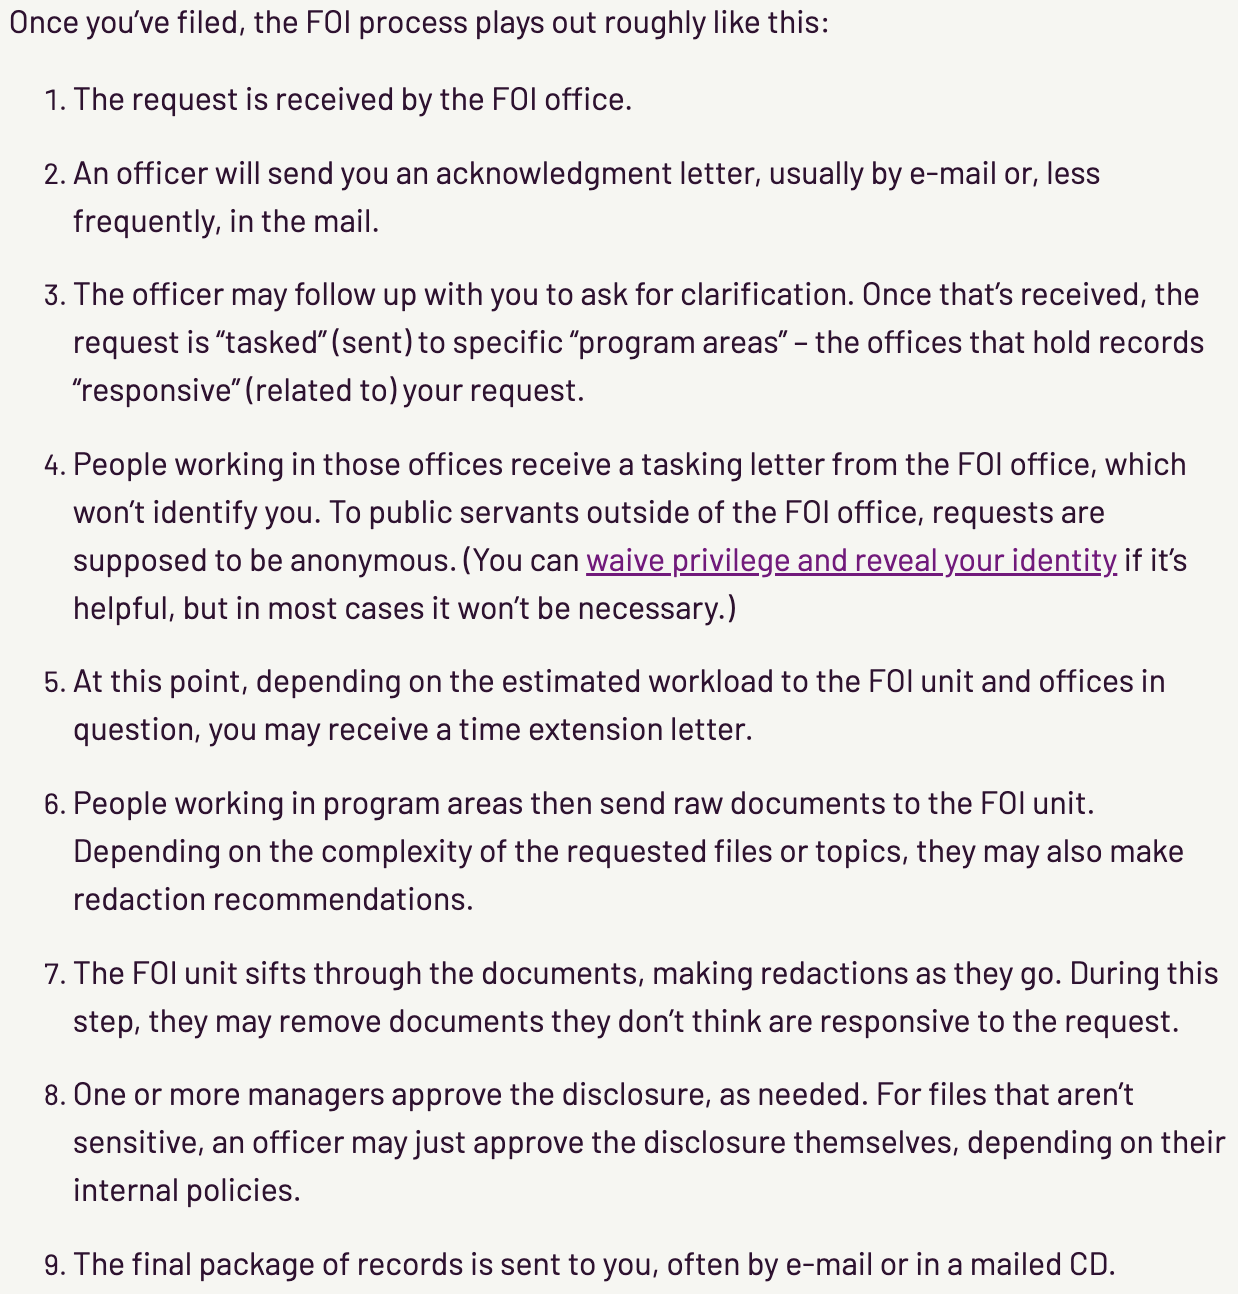 Once you’ve filed, the FOI process plays out roughly like this:
1. The request is received by the FOI office.
2. An officer will send you an acknowledgment letter, usually by e-mail or, less
frequently, in the mail.
3. The officer may follow up with you to ask for clarification. Once that’s received, the
request is “tasked” (sent) to specific “program areas” – the offices that hold records
“responsive” (related to) your request.
4. People working in those offices receive a tasking letter from the FOI office, which
won’t identify you. To public servants outside of the FOI office, requests are
supposed to be anonymous. (You can waive privilege and reveal your identity if it’s
helpful, but in most cases it won’t be necessary.)
5. At this point, depending on the estimated workload to the FOI unit and offices in
question, you may receive a time extension letter.
6. People working in program areas then send raw documents to the FOI unit.
Depending on the complexity of the requested files or topics, they may also make
redaction recommendations.
7. The FOI unit sifts through the documents, making redactions as they go. During this
step, they may remove documents they don’t think are responsive to the request.
8. One or more managers approve the disclosure, as needed. For files that aren’t
sensitive, an officer may just approve the disclosure themselves, depending on their
internal policies.
9. The final package of records is sent to you, often by e-mail or in a mailed CD.